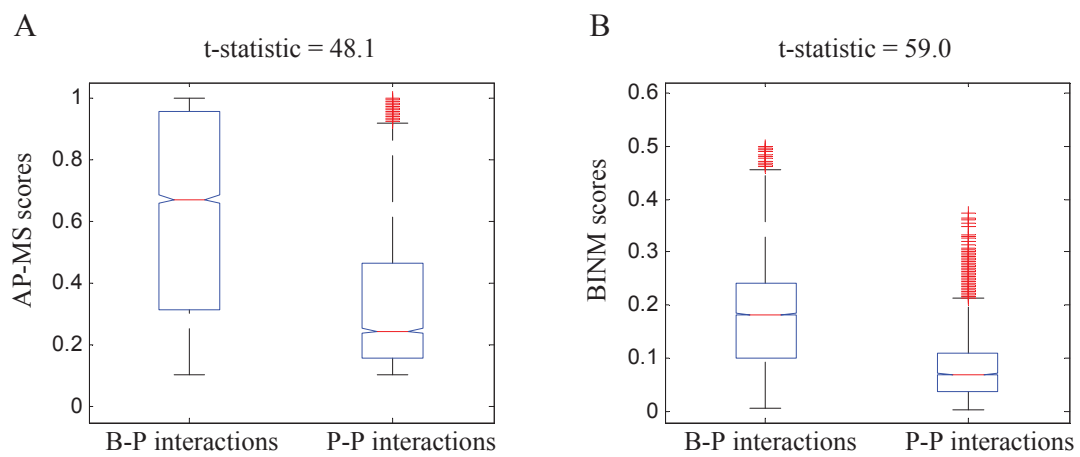 A
t-statistic = 48.1
AP-MS scores
1
0.8
0.6
0.4
0.2
0
B-P interactions
P-P interactions
B
t-statistic = 59.0
BINM scores
0.6
0.5
0.4
0.3
0.2
0.1
0
B-P interactions
P-P interactions